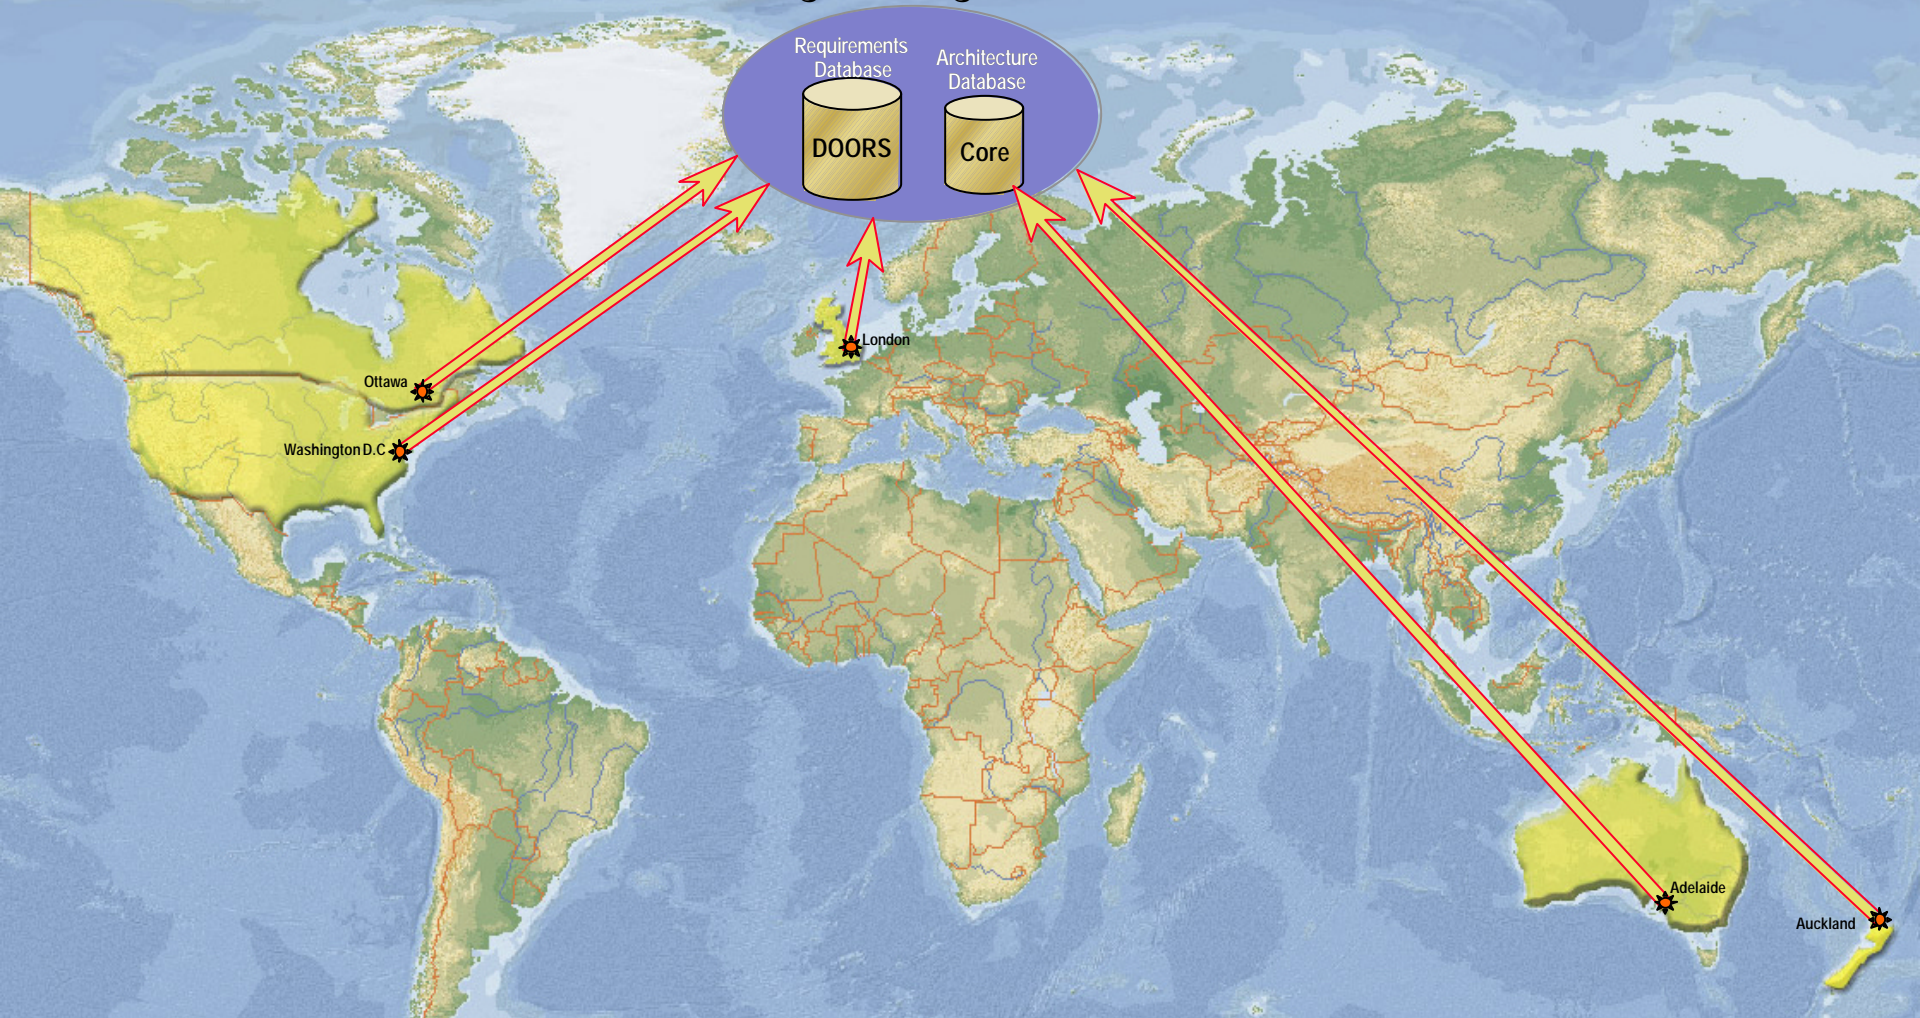 Requirements
Database
Architecture
Database
DOORS
Core
London
Ottawa
Washington D.C
Adelaide
Auckland